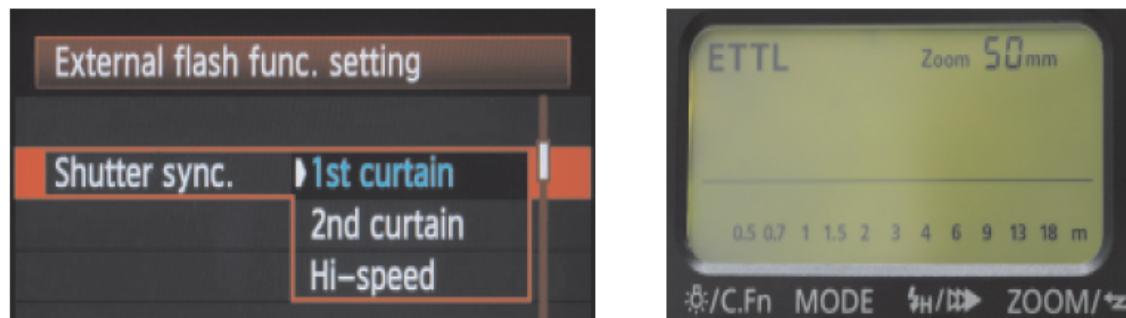 External flash func. setting
Shutter sync. 1st curtain
2nd curtain
Hi-speed
ETTL Zoom 50mm
0.5 0.7 1 1.5 2 3 4 6 9 13 18 m
/C.Fn MODE H/ ZOOM/